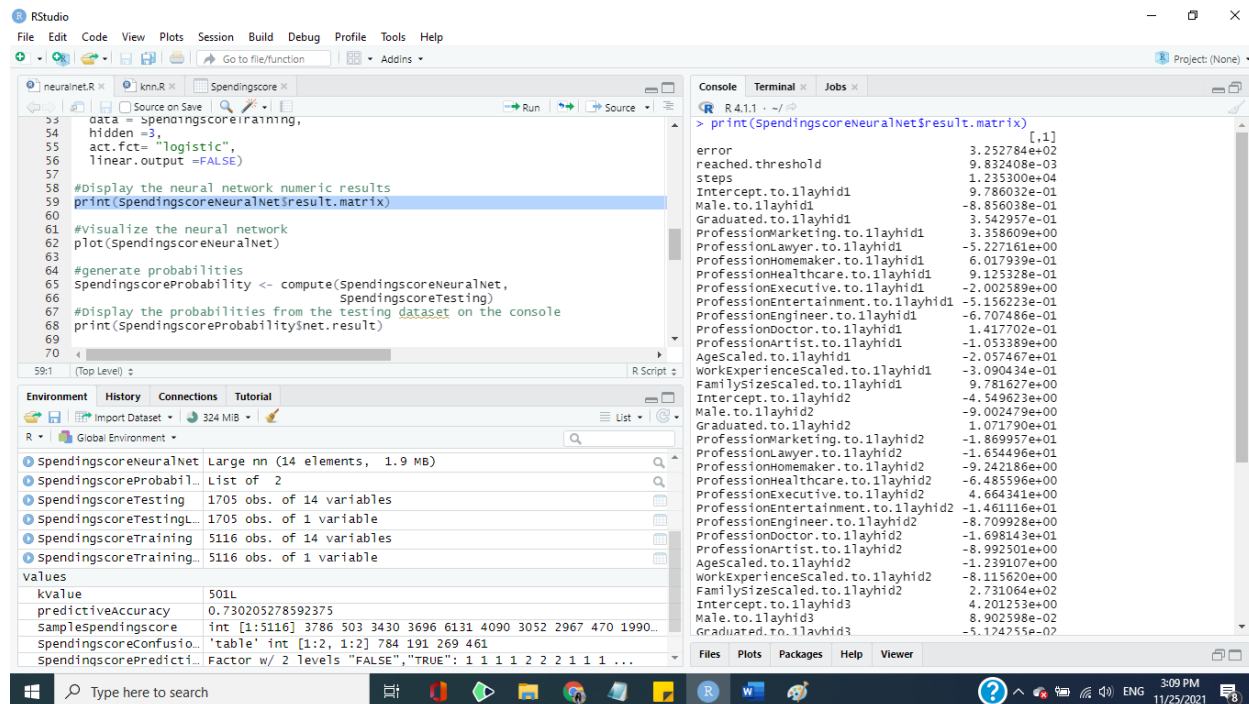 RStudio
File Edit Code View Plots Session Build Debug Profile Tools Help
Go to file/function Addins Project: (None)
neuralnet.R knn.R Spendingscore
Source on Save Run Source
53 data = SpendingscoreTraining,
54 hidden =3,
55 act.fct= "logistic",
56 linear.output =FALSE)
57
58 #Display the neural network numeric results
59 print(SpendingscoreNeuralNet$result.matrix)
60
61 #Visualize the neural network
62 plot(SpendingscoreNeuralNet)
63
64 #generate probabilities
65 SpendingscoreProbability <- compute(SpendingscoreNeuralNet,
66 SpendingscoreTesting)
67 #Display the probabilities from the testing dataset on the console
68 print(SpendingscoreProbability$net.result)
69
70
59:1 (Top Level) R Script
Environment History Connections Tutorial
Import Dataset 324 MiB List
R Global Environment
SpendingscoreNeuralNet Large nn (14 elements, 1.9 MB)
SpendingscoreProbabil… List of 2
SpendingscoreTesting 1705 obs. of 14 variables
SpendingscoreTestingL… 1705 obs. of 1 variable
SpendingscoreTraining 5116 obs. of 14 variables
SpendingscoreTraining… 5116 obs. of 1 variable
Values
kValue 501L
predictiveAccuracy 0.730205278592375
SampleSpendingscore int [1:5116] 3786 503 3430 3696 6131 4090 3052 2967 470 1990…
SpendingscoreConfusio… 'table' int [1:2, 1:2] 784 191 269 461
SpendingscorePredicti… Factor w/ 2 levels "FALSE","TRUE": 1 1 1 1 2 2 2 1 1 1 ...
Console Terminal Jobs
R 4.1.1 · ~/
> print(SpendingscoreNeuralNet$result.matrix)
[,1]
error 3.252784e+02
reached.threshold 9.832408e-03
steps 1.235300e+04
Intercept.to.1layhid1 9.786032e-01
Male.to.1layhid1 -8.856038e-01
Graduated.to.1layhid1 3.542957e-01
ProfessionMarketing.to.1layhid1 3.358609e+00
ProfessionLawyer.to.1layhid1 -5.227161e+00
ProfessionHomemaker.to.1layhid1 6.017939e-01
ProfessionHealthcare.to.1layhid1 9.125328e-01
ProfessionExecutive.to.1layhid1 -2.002589e+00
ProfessionEntertainment.to.1layhid1 -5.156223e-01
ProfessionEngineer.to.1layhid1 -6.707486e-01
ProfessionDoctor.to.1layhid1 1.417702e-01
ProfessionArtist.to.1layhid1 -1.053389e+00
AgeScaled.to.1layhid1 -2.057467e+01
WorkExperienceScaled.to.1layhid1 -3.090434e-01
FamilySizeScaled.to.1layhid1 9.781627e+00
Intercept.to.1layhid2 -4.549623e+00
Male.to.1layhid2 -9.002479e+00
Graduated.to.1layhid2 1.071790e+01
ProfessionMarketing.to.1layhid2 -1.869957e+01
ProfessionLawyer.to.1layhid2 -1.654496e+01
ProfessionHomemaker.to.1layhid2 -9.242186e+00
ProfessionHealthcare.to.1layhid2 -6.485596e+00
ProfessionExecutive.to.1layhid2 4.664341e+00
ProfessionEntertainment.to.1layhid2 -1.461116e+01
ProfessionEngineer.to.1layhid2 -8.709928e+00
ProfessionDoctor.to.1layhid2 -1.698143e+01
ProfessionArtist.to.1layhid2 -8.992501e+00
AgeScaled.to.1layhid2 -1.239107e+01
WorkExperienceScaled.to.1layhid2 -8.115620e+00
FamilySizeScaled.to.1layhid2 2.731064e+02
Intercept.to.1layhid3 4.201253e+00
Male.to.1layhid3 8.902598e-02
Graduated.to.1layhid3 -5.124255e-02
Files Plots Packages Help Viewer
Type here to search
ENG 3:09 PM
11/25/2021
8